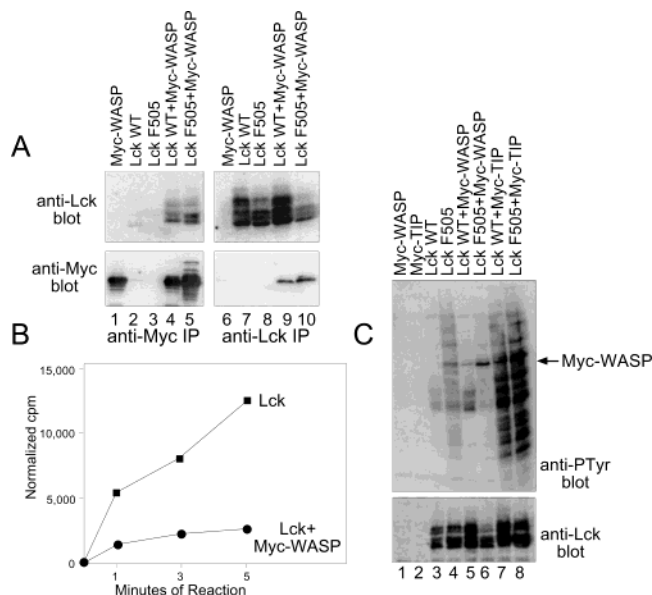 A
Myc-WASP
Lck WT
Lck F505
Lck WT+Myc-WASP
Lck F505+Myc-WASP
Myc-WASP
Lck WT
Lck F505
Lck WT+Myc-WASP
Lck F505+Myc-WASP
anti-Lck
blot
anti-Myc
blot
1 2 3 4 5 6 7 8 9 10
anti-Myc IP anti-Lck IP
B
Normalized cpm
15,000
10,000
5,000
0
Lck
Lck+
Myc-WASP
1 3 5
Minutes of Reaction
C
Myc-WASP
Myc-TIP
Lck WT
Lck F505
Lck WT+Myc-WASP
Lck F505+Myc-WASP
Lck WT+Myc-TIP
Lck F505+Myc-TIP
Myc-WASP
anti-PTyr
blot
anti-Lck
blot
1 2 3 4 5 6 7 8